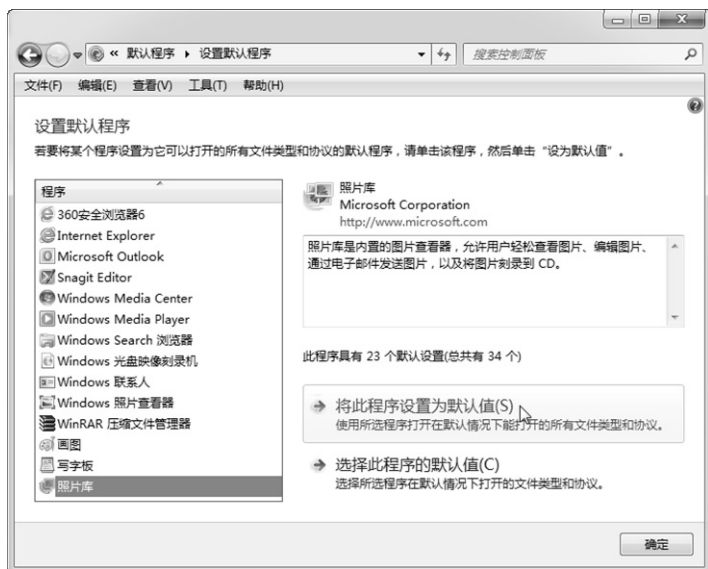 « 默认程序 ▸ 设置默认程序
搜索控制面板
文件(F) 编辑(E) 查看(V) 工具(T) 帮助(H)
设置默认程序
若要将某个程序设置为它可以打开的所有文件类型和协议的默认程序，请单击该程序，然后单击“设为默认值”。
程序
360安全浏览器6
Internet Explorer
Microsoft Outlook
Snagit Editor
Windows Media Center
Windows Media Player
Windows Search 浏览器
Windows 光盘映像刻录机
Windows 联系人
Windows 照片查看器
WinRAR 压缩文件管理器
画图
写字板
照片库
照片库
Microsoft Corporation
http://www.microsoft.com
照片库是内置的图片查看器，允许用户轻松查看图片、编辑图片、
通过电子邮件发送图片，以及将图片刻录到 CD。
此程序具有 23 个默认设置(总共有 34 个)
将此程序设置为默认值(S)
使用所选程序打开在默认情况下能打开的所有文件类型和协议。
选择此程序的默认值(C)
选择所选程序在默认情况下打开的文件类型和协议。
确定